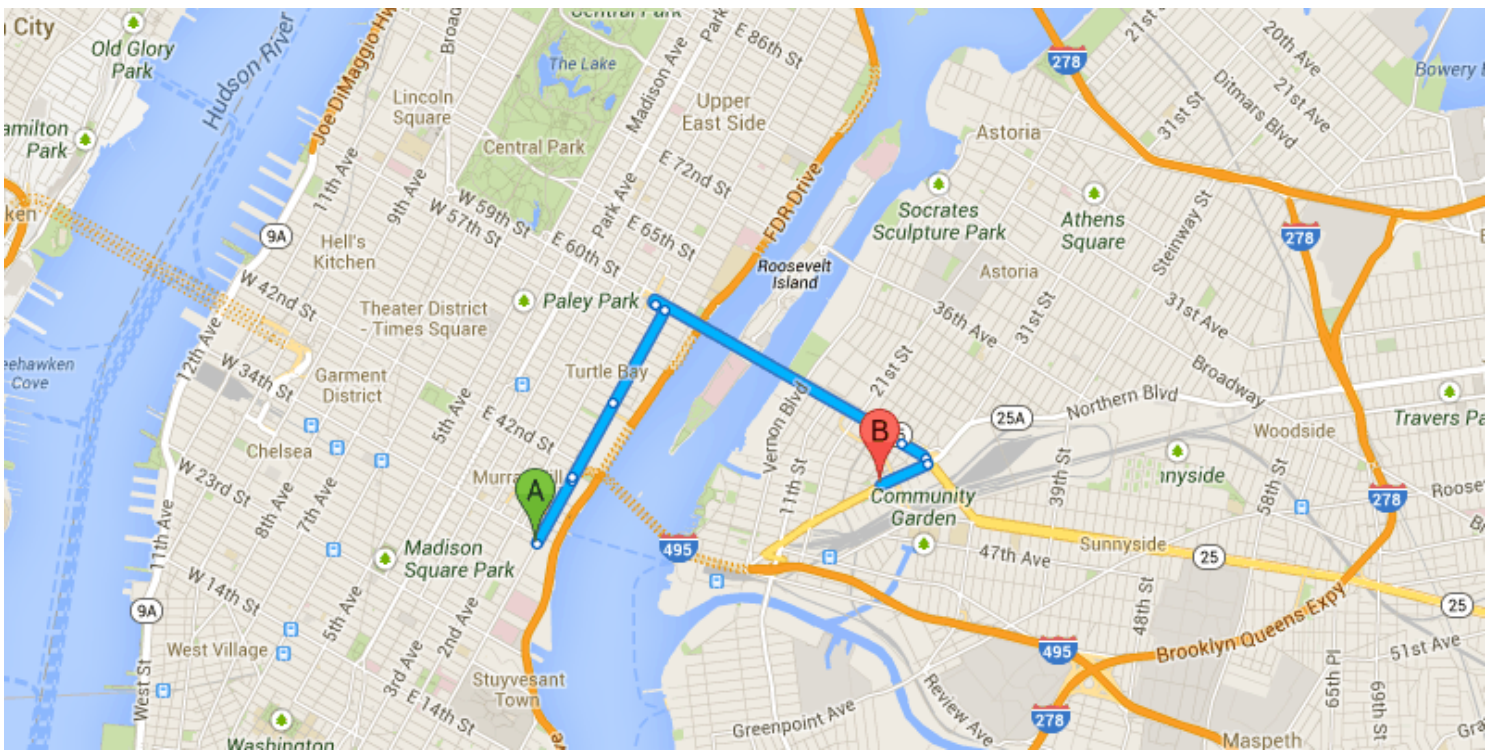 City
Old Glory
Park
Hudson River
Broad
Joe DiMaggio Hw
Central Park
Park
Madison Ave
E 86th St
The Lake
21st St
20th Ave
278
Ditmars Blvd
21st Ave
Bowery
amilton
Park
Lincoln
Square
Upper
East Side
31st St
Astoria
Central Park
11th Ave
9th Ave
E 72nd St
Park Ave
FDR Drive
W 59th St
W 57th St
E 65th St
E 60th St
Socrates
Sculpture Park
Athens
Square
Steinway St
ken
9A
Hell's
Kitchen
278
Roosevelt
Island
Astoria
W 42nd St
Theater District
- Times Square
Paley Park
36th Ave
31st St
31st Ave
12th Ave
eehawken
Cove
W 34th St
Garment
District
Turtle Bay
21st St
Broadway
Northern Blvd
25A
Vernon Blvd
5th Ave
E 42nd St
Travers Pa
Chelsea
B
Woodside
Murray Hill
A
W 23rd St
8th Ave
7th Ave
11th St
39th St
nnyside
58th St
278
Roosev
Community
Garden
11th Ave
Madison
Square Park
495
47th Ave
Sunnyside
25
9A
W 14th St
5th Ave
2nd Ave
3rd Ave
48th St
Brooklyn Queens Expy
25
West Village
West St
495
51st Ave
Stuyvesant
Town
E 14th St
Review Ave
65th Pl
69th St
Greenpoint Ave
278
Maspeth
Washington